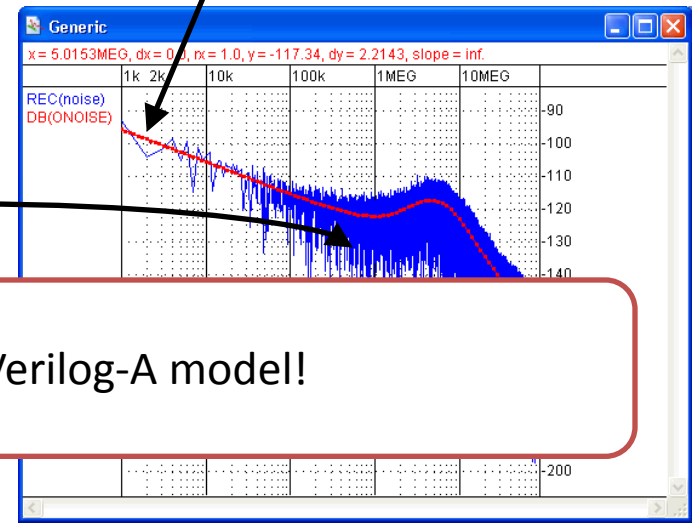 Generic
x = 5.0153MEG, dx = 0.0, rx = 1.0, y = -117.34, dy = 2.2143, slope = inf.
1k 2k 10k 100k 1MEG 10MEG
REC(noise)
DB(ONOISE)
-90
-100
-110
-120
-130
-140
Verilog-A model!
-200